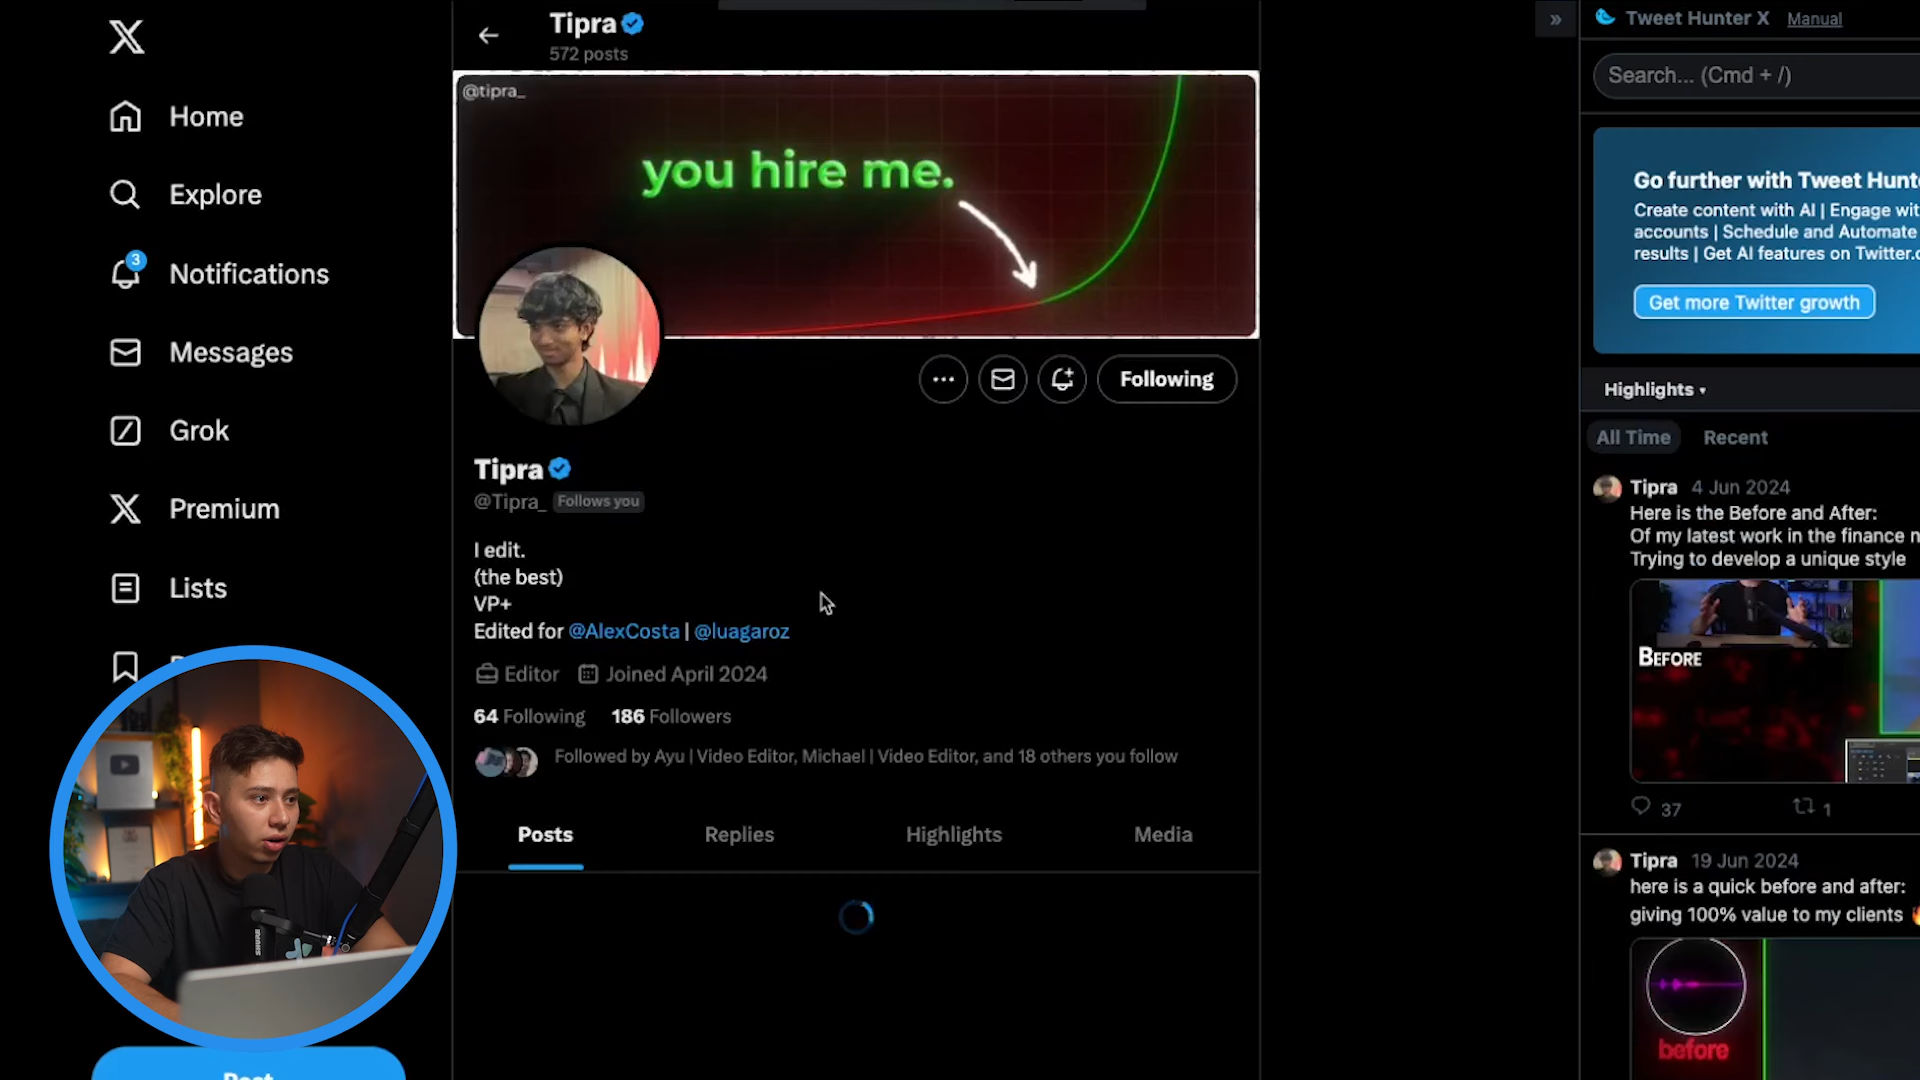 Home
Explore
3
Notifications
Messages
Grok
Premium
Lists
Post
Tipra
572 posts
@tipra_
you hire me.
Following
Tipra
@Tipra_ Follows you
I edit.
(the best)
VP+
Edited for @AlexCosta | @luagaroz
Editor Joined April 2024
64 Following 186 Followers
Followed by Ayu | Video Editor, Michael | Video Editor, and 18 others you follow
Posts Replies Highlights Media
» Tweet Hunter X Manual
Search... (Cmd + /)
Go further with Tweet Hunt
Create content with AI | Engage wit
accounts | Schedule and Automate
results | Get AI features on Twitter.c
Get more Twitter growth
Highlights ▾
All Time Recent
Tipra 4 Jun 2024
Here is the Before and After:
Of my latest work in the finance n
Trying to develop a unique style
BEFORE
37 1
Tipra 19 Jun 2024
here is a quick before and after:
giving 100% value to my clients
before
SHURE